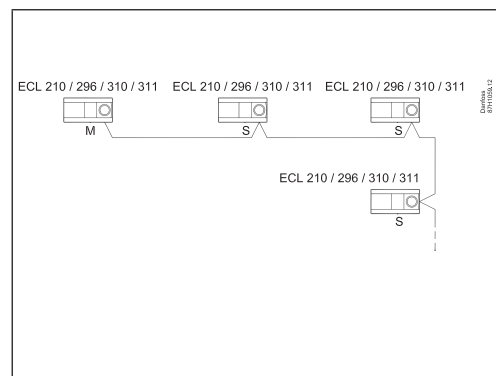 ECL 210 / 296 / 310 / 311 ECL 210 / 296 / 310 / 311 ECL 210 / 296 / 310 / 311
M S S
ECL 210 / 296 / 310 / 311
S
Danfoss
87H1059.12